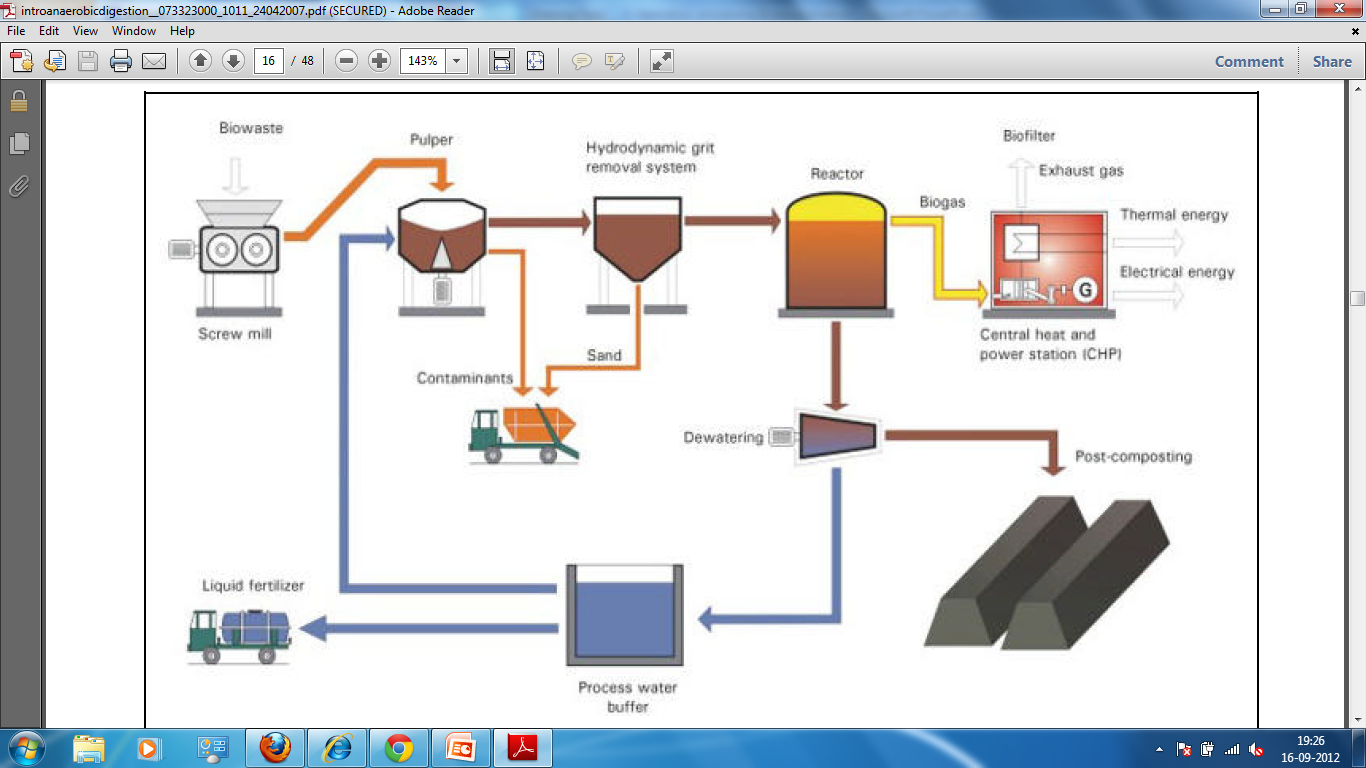 introanaerobicdigestion__073323000_1011_24042007.pdf (SECURED) - Adobe Reader
File Edit View Window Help
16 / 48
143%
Comment Share
Biowaste
Pulper
Hydrodynamic grit
removal system
Reactor
Biogas
Biofilter
Exhaust gas
Thermal energy
Electrical energy
G
Screw mill
Central heat and
power station (CHP)
Sand
Contaminants
Dewatering
Post-composting
Liquid fertilizer
Process water
buffer
19:26
16-09-2012